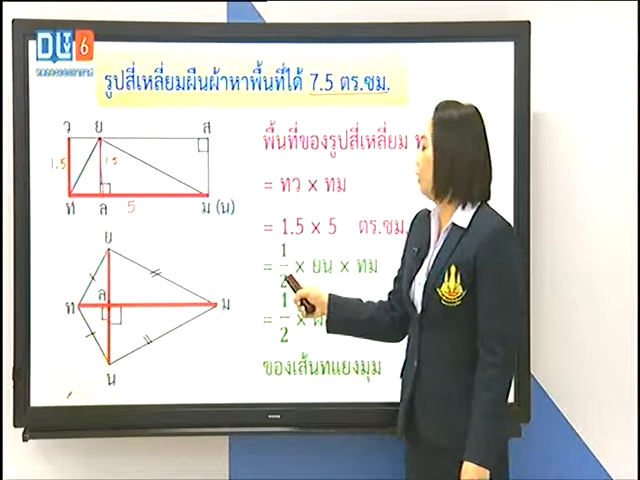 DLTV 6
รูปสี่เหลี่ยมผืนผ้าหาพื้นที่ได้ 7.5 ตร.ซม.
ว ย ส
1.5 1.5
ท ล 5 ม (น)
ย
ท ล ม
น
พื้นที่ของรูปสี่เหลี่ยม
= ทว × ทม
= 1.5 × 5 ตร.ซม.
= 1/2 × ยน × ทม
= 1/2 ×
ของเส้นทแยงมุม